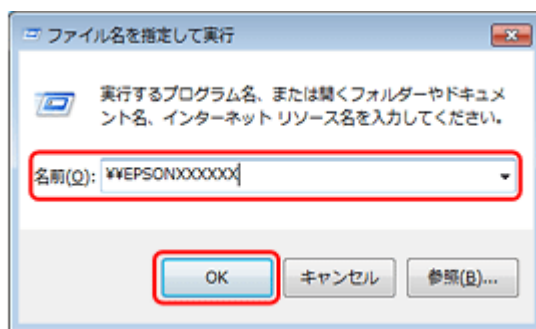 ファイル名を指定して実行
実行するプログラム名、または開くフォルダーやドキュメ
ント名、インターネット リソース名を入力してください。
名前(O): ¥¥EPSONXXXXXX
OK キャンセル 参照(B)...